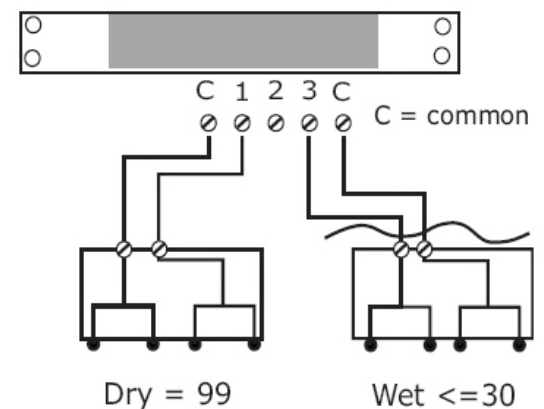 C 1 2 3 C
C = common
Dry = 99
Wet <=30